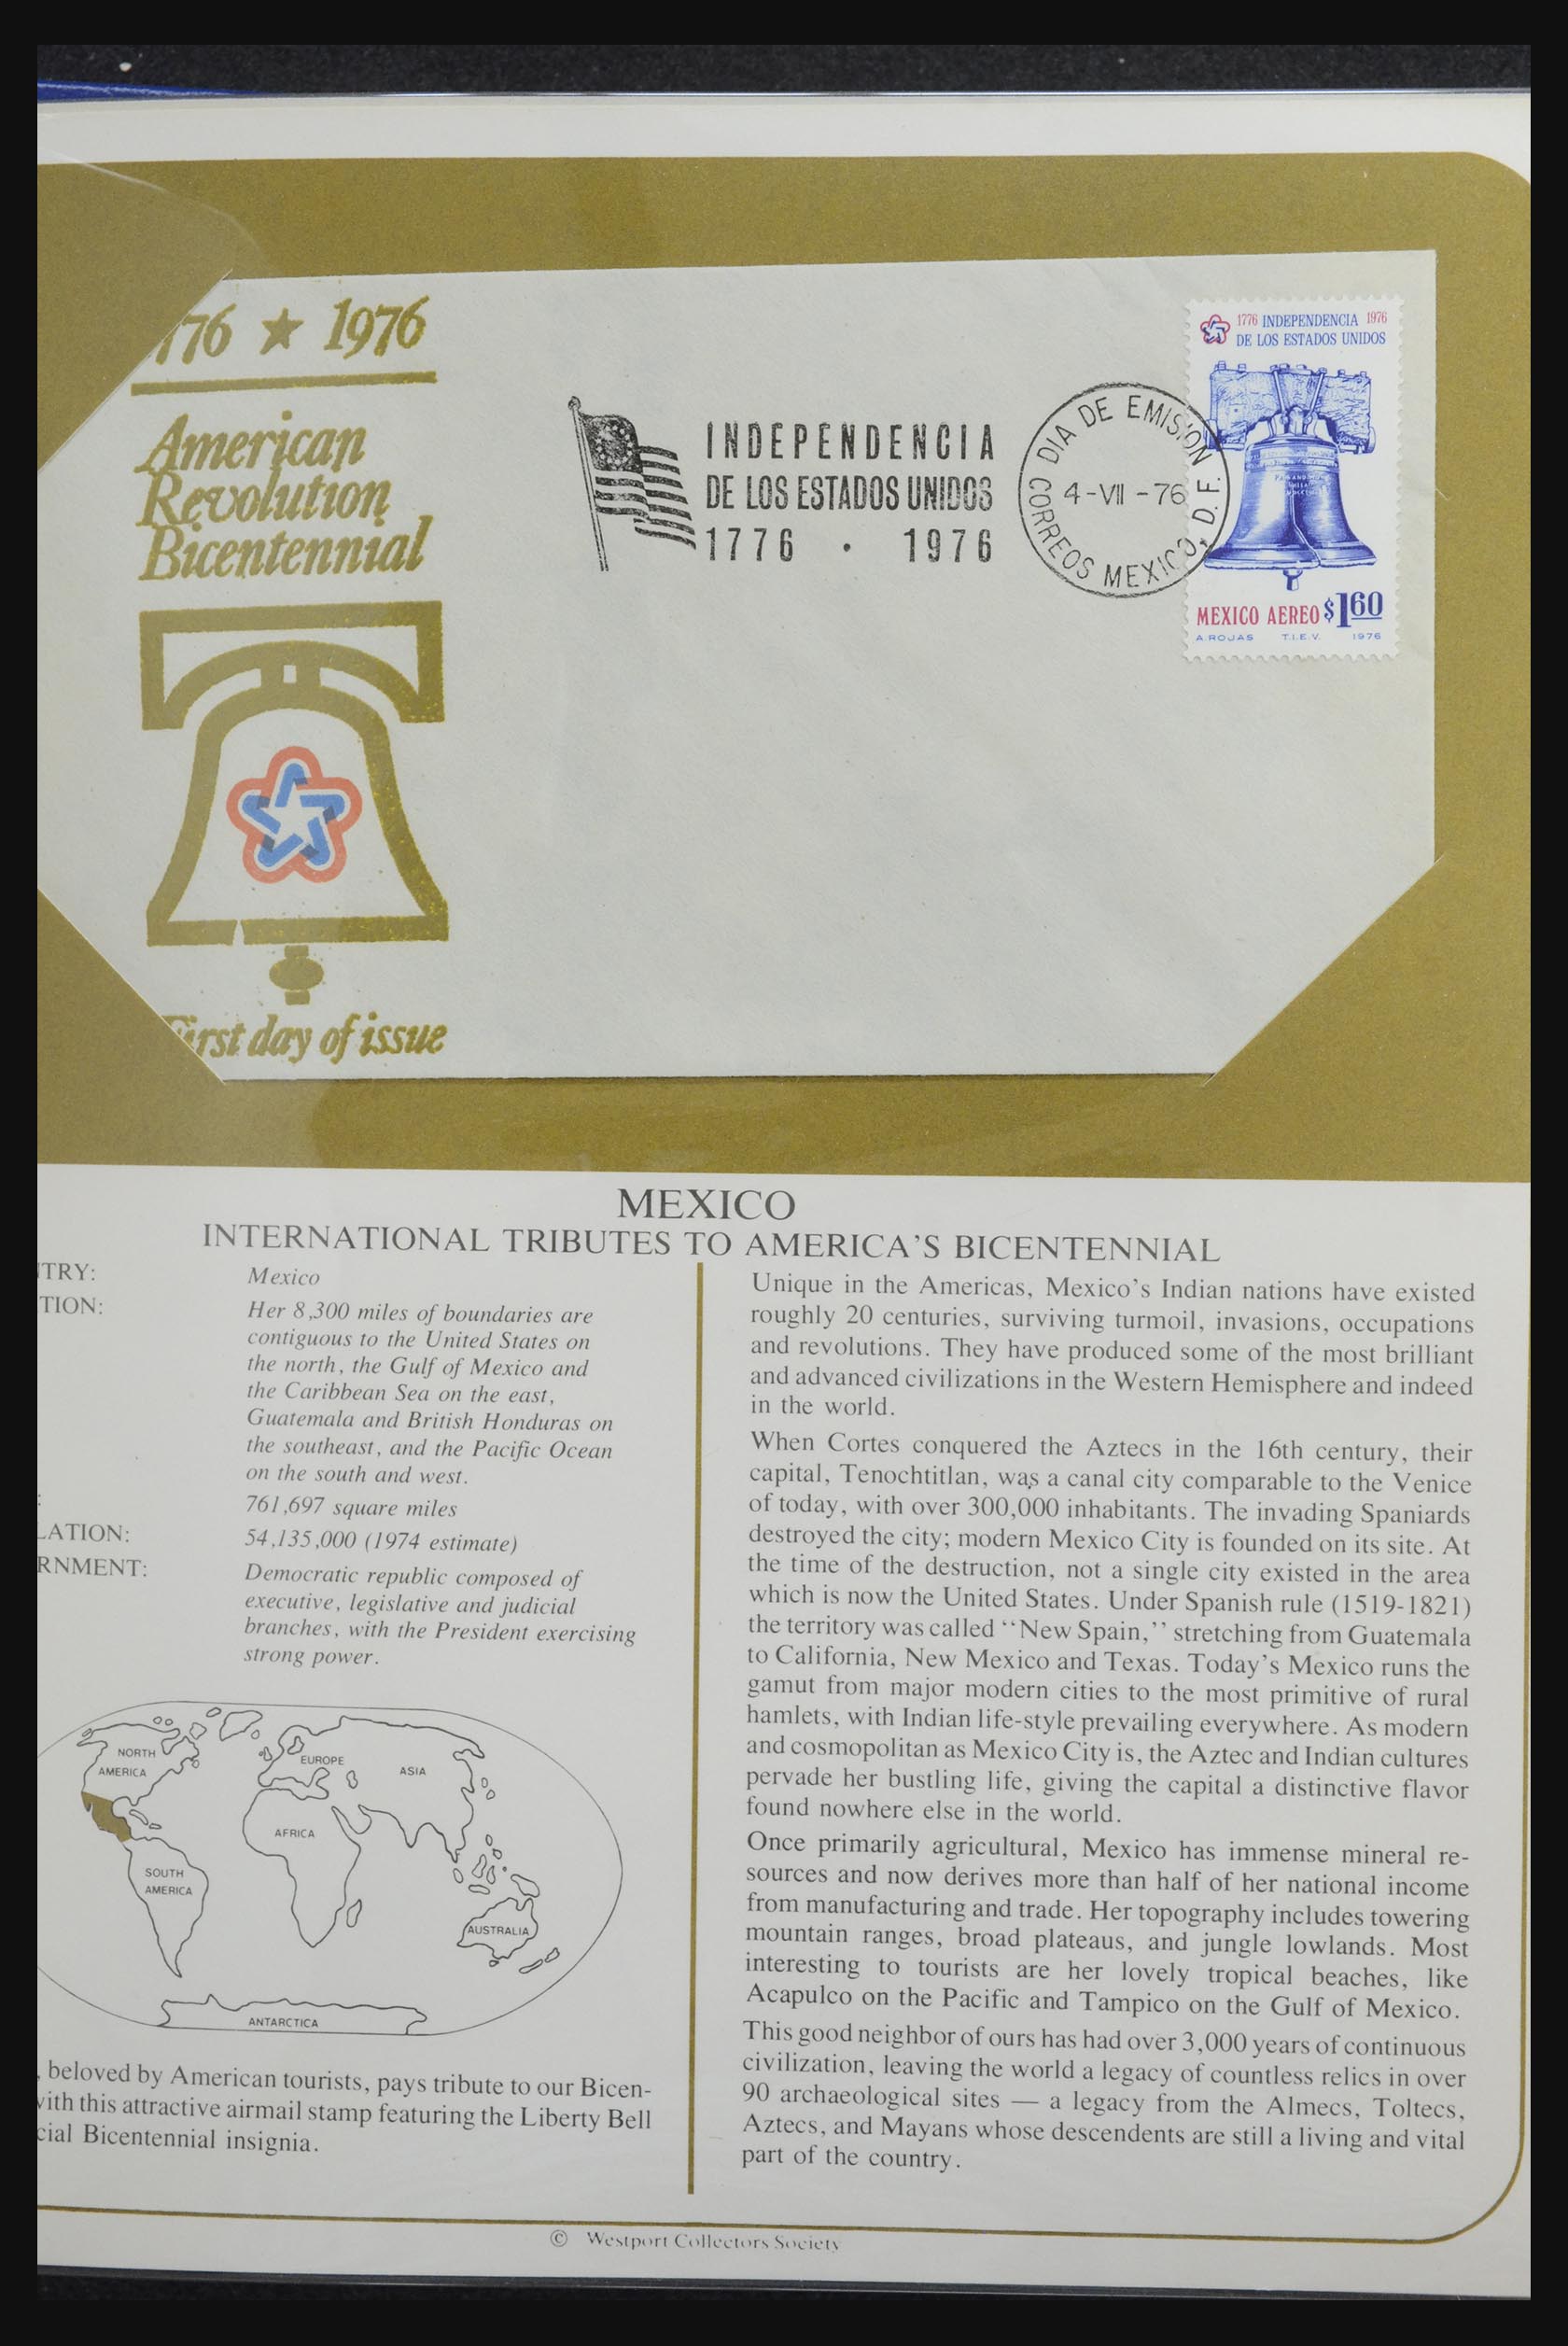 76 ★ 1976
American
Revolution
Bicentennial
First day of issue
INDEPENDENCIA
DE LOS ESTADOS UNIDOS
1776 · 1976
DIA DE EMISION
4-VII-76
CORREOS MEXICO, D.F.
1776 INDEPENDENCIA 1976
DE LOS ESTADOS UNIDOS
MEXICO AEREO $1.60
A.ROJAS T.I.E.V. 1976
MEXICO
INTERNATIONAL TRIBUTES TO AMERICA'S BICENTENNIAL
TRY: Mexico
TION: Her 8,300 miles of boundaries are
contiguous to the United States on
the north, the Gulf of Mexico and
the Caribbean Sea on the east,
Guatemala and British Honduras on
the southeast, and the Pacific Ocean
on the south and west.
: 761,697 square miles
LATION: 54,135,000 (1974 estimate)
RNMENT: Democratic republic composed of
executive, legislative and judicial
branches, with the President exercising
strong power.
NORTH
AMERICA
EUROPE
ASIA
AFRICA
SOUTH
AMERICA
AUSTRALIA
ANTARCTICA
, beloved by American tourists, pays tribute to our Bicen-
with this attractive airmail stamp featuring the Liberty Bell
cial Bicentennial insignia.
Unique in the Americas, Mexico's Indian nations have existed
roughly 20 centuries, surviving turmoil, invasions, occupations
and revolutions. They have produced some of the most brilliant
and advanced civilizations in the Western Hemisphere and indeed
in the world.
When Cortes conquered the Aztecs in the 16th century, their
capital, Tenochtitlan, was a canal city comparable to the Venice
of today, with over 300,000 inhabitants. The invading Spaniards
destroyed the city; modern Mexico City is founded on its site. At
the time of the destruction, not a single city existed in the area
which is now the United States. Under Spanish rule (1519-1821)
the territory was called "New Spain," stretching from Guatemala
to California, New Mexico and Texas. Today's Mexico runs the
gamut from major modern cities to the most primitive of rural
hamlets, with Indian life-style prevailing everywhere. As modern
and cosmopolitan as Mexico City is, the Aztec and Indian cultures
pervade her bustling life, giving the capital a distinctive flavor
found nowhere else in the world.
Once primarily agricultural, Mexico has immense mineral re-
sources and now derives more than half of her national income
from manufacturing and trade. Her topography includes towering
mountain ranges, broad plateaus, and jungle lowlands. Most
interesting to tourists are her lovely tropical beaches, like
Acapulco on the Pacific and Tampico on the Gulf of Mexico.
This good neighbor of ours has had over 3,000 years of continuous
civilization, leaving the world a legacy of countless relics in over
90 archaeological sites — a legacy from the Almecs, Toltecs,
Aztecs, and Mayans whose descendents are still a living and vital
part of the country.
© Westport Collectors Society